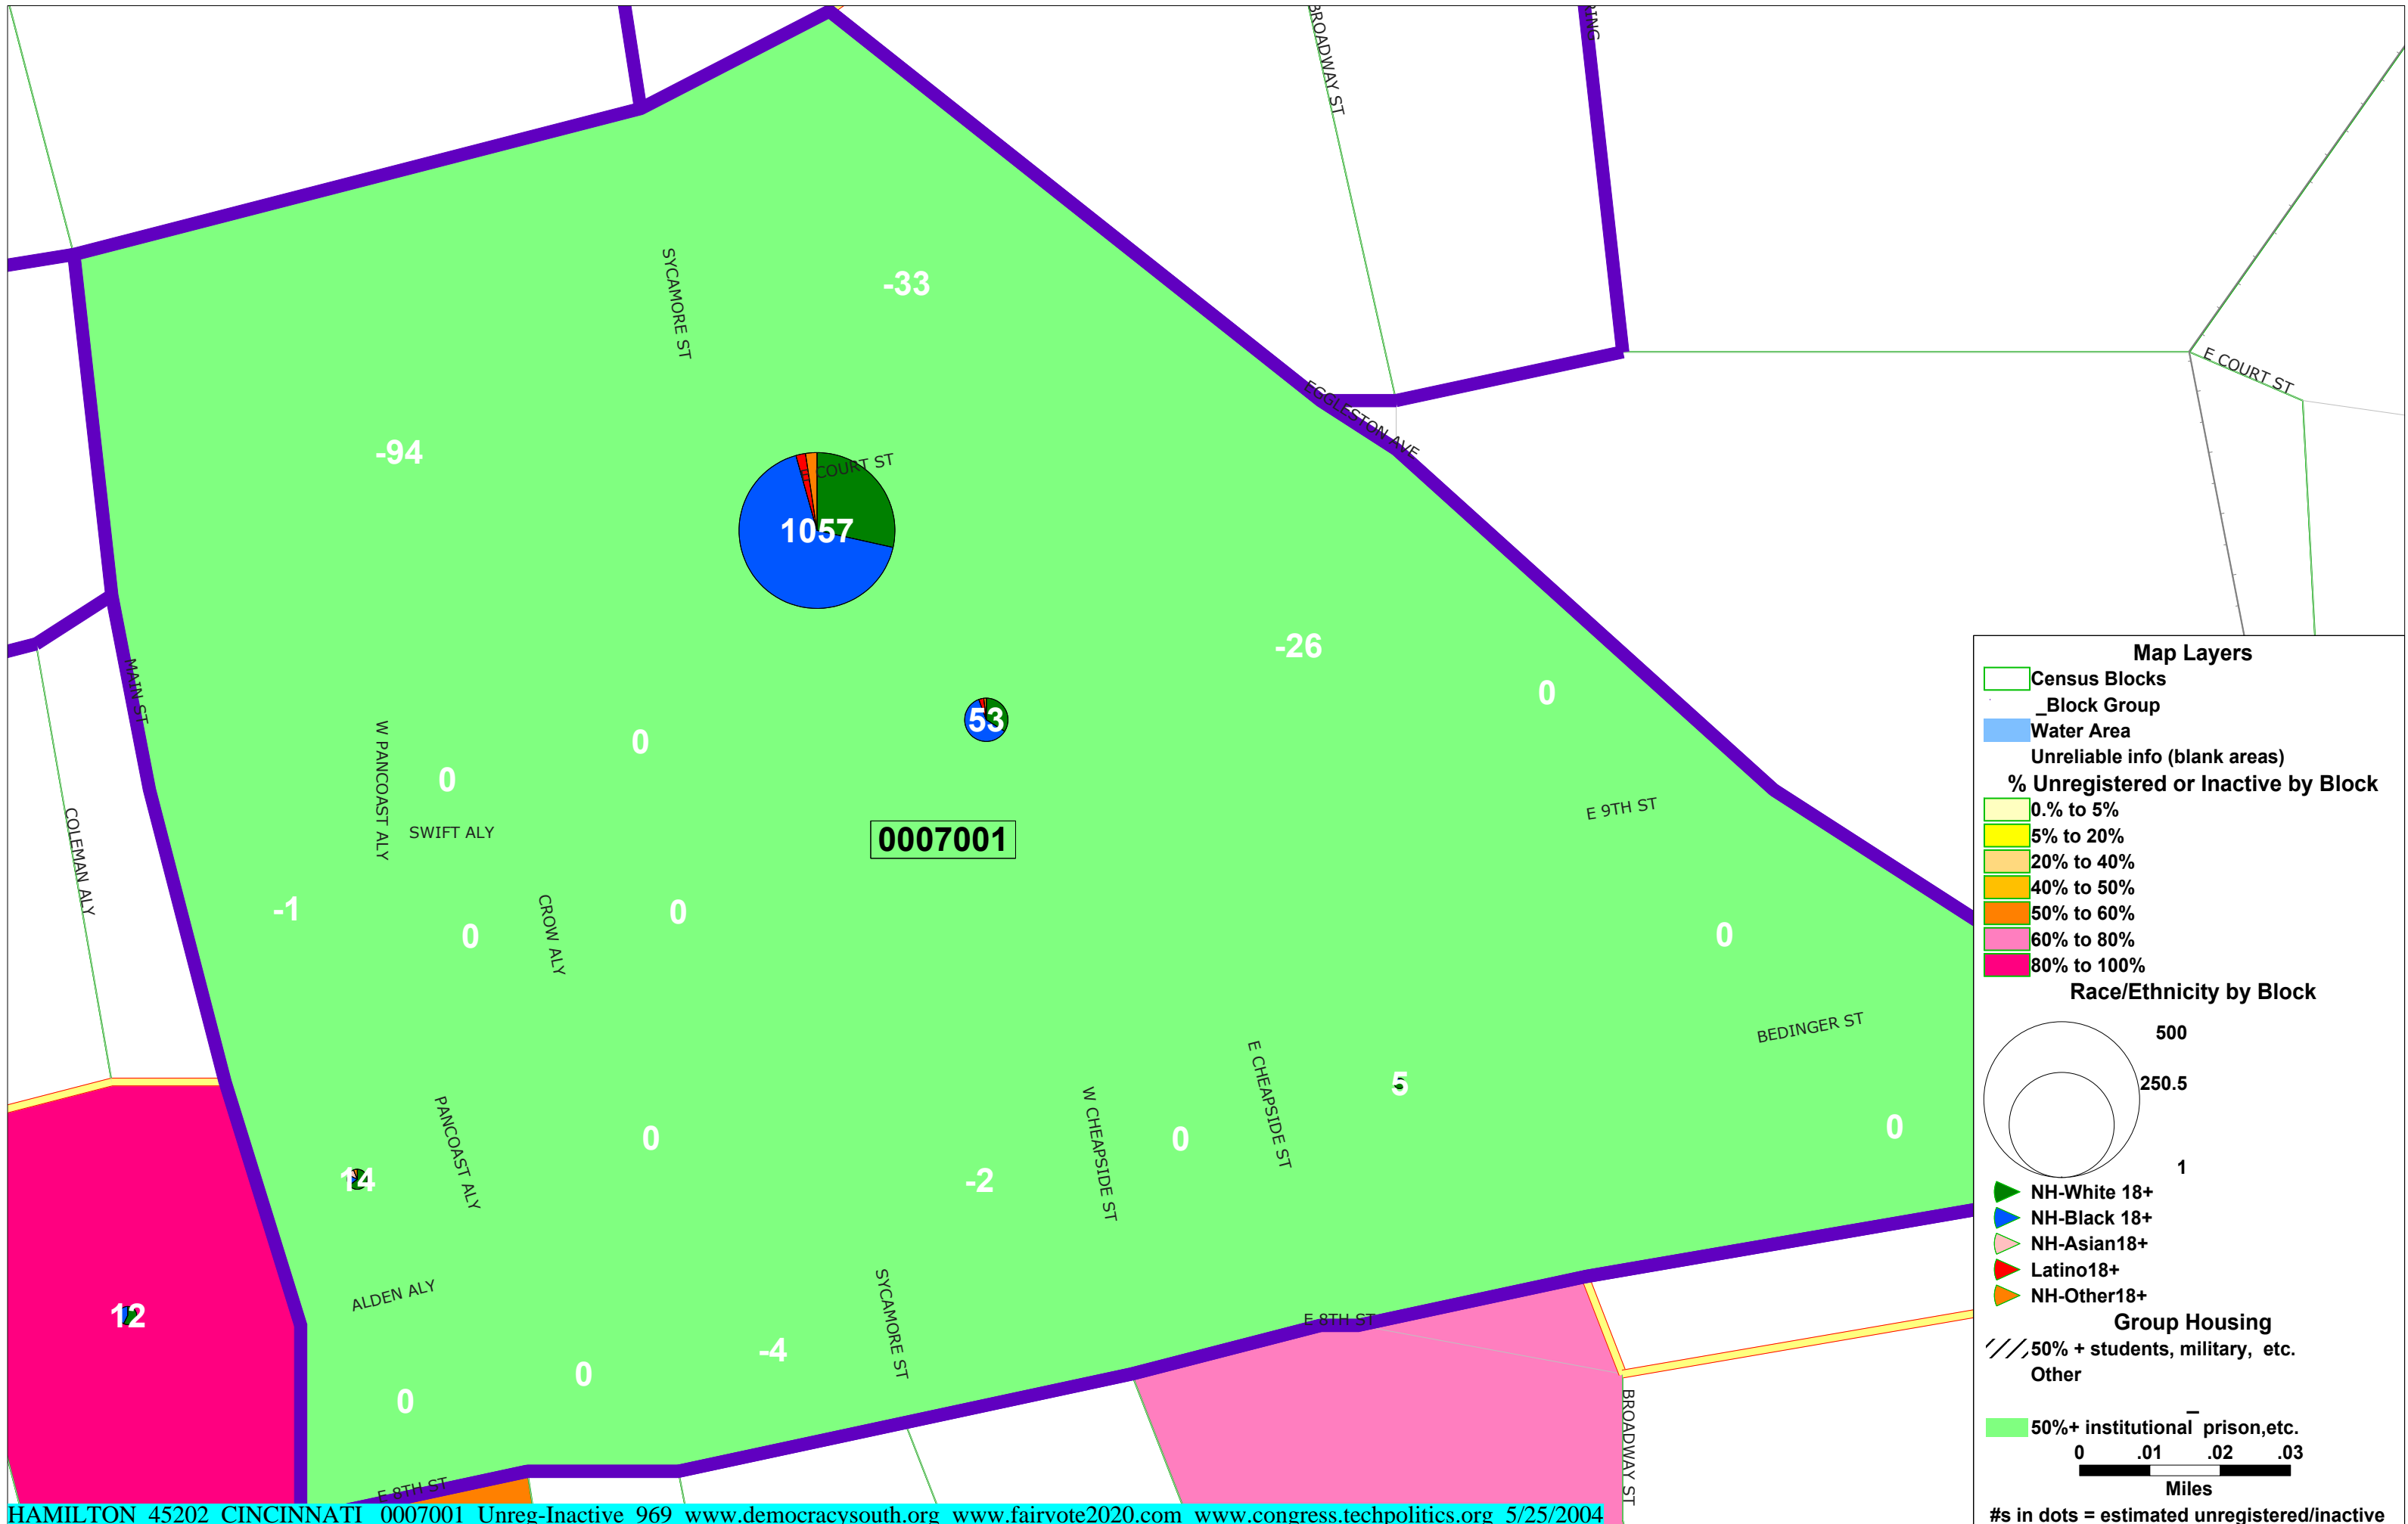 BROADWAY ST
RING
SYCAMORE ST
-33
E COURT ST
EGGLESTON AVE
-94
COURT ST
1057
-26
0
MAIN ST
53
W PANCOAST ALY
0
0
E 9TH ST
COLEMAN ALY
SWIFT ALY
0007001
-1
0
CROW ALY
0
0
BEDINGER ST
E CHEAPSIDE ST
5
PANCOAST ALY
W CHEAPSIDE ST
0
0
0
14
-2
ALDEN ALY
SYCAMORE ST
12
E 8TH ST
-4
0
0
BROADWAY ST
E 8TH ST
Map Layers
Census Blocks
_Block Group
Water Area
Unreliable info (blank areas)
% Unregistered or Inactive by Block
0.% to 5%
5% to 20%
20% to 40%
40% to 50%
50% to 60%
60% to 80%
80% to 100%
Race/Ethnicity by Block
500
250.5
1
NH-White 18+
NH-Black 18+
NH-Asian18+
Latino18+
NH-Other18+
Group Housing
50% + students, military, etc.
Other
50%+ institutional_ prison,etc.
0 .01 .02 .03
Miles
#s in dots = estimated unregistered/inactive
HAMILTON 45202 CINCINNATI 0007001 Unreg-Inactive 969 www.democracysouth.org www.fairvote2020.com www.congress.techpolitics.org 5/25/2004